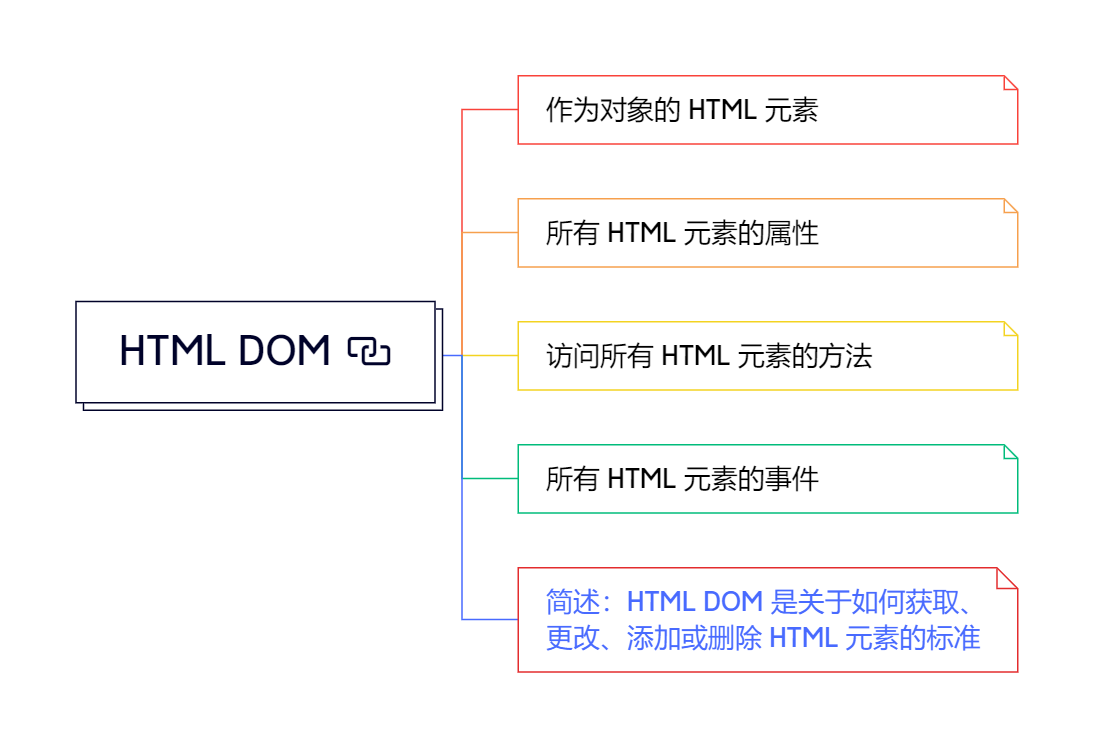 作为对象的 HTML 元素
所有 HTML 元素的属性
HTML DOM
访问所有 HTML 元素的方法
所有 HTML 元素的事件
简述：HTML DOM 是关于如何获取、
更改、添加或删除 HTML 元素的标准